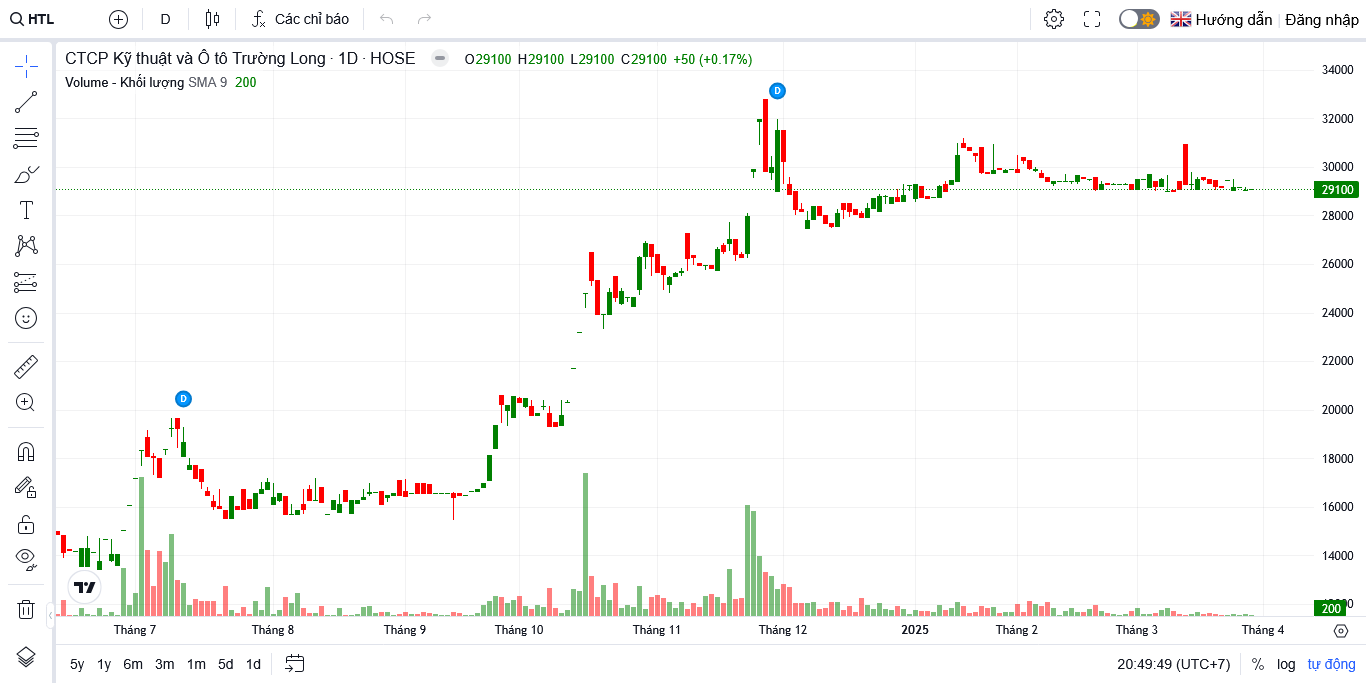 HTL D Các chỉ báo Hướng dẫn Đăng nhập
CTCP Kỹ thuật và Ô tô Trường Long · 1D · HOSE O29100 H29100 L29100 C29100 +50 (+0.17%)
Volume - Khối lượng SMA 9 200
D
D
34000
32000
30000
29100
28000
26000
24000
22000
20000
18000
16000
14000
200
Tháng 7 Tháng 8 Tháng 9 Tháng 10 Tháng 11 Tháng 12 2025 Tháng 2 Tháng 3 Tháng 4
5y 1y 6m 3m 1m 5d 1d 20:49:49 (UTC+7) % log tự động